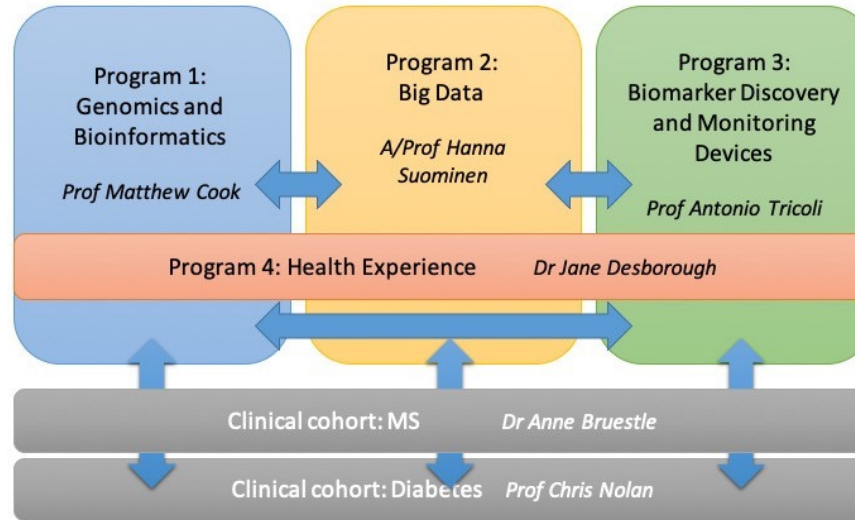 Program 1:
Genomics and
Bioinformatics
Prof Matthew Cook
Program 2:
Big Data
A/Prof Hanna
Suominen
Program 3:
Biomarker Discovery
and Monitoring
Devices
Prof Antonio Tricoli
Program 4: Health Experience Dr Jane Desborough
Clinical cohort: MS Dr Anne Bruestle
Clinical cohort: Diabetes Prof Chris Nolan